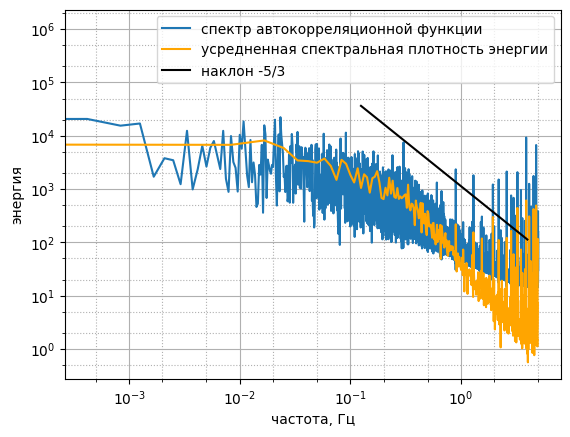 спектр автокорреляционной функции
усредненная спектральная плотность энергии
наклон -5/3
энергия
10⁶
10⁵
10⁴
10³
10²
10¹
10⁰
10⁻³
10⁻²
10⁻¹
10⁰
частота, Гц